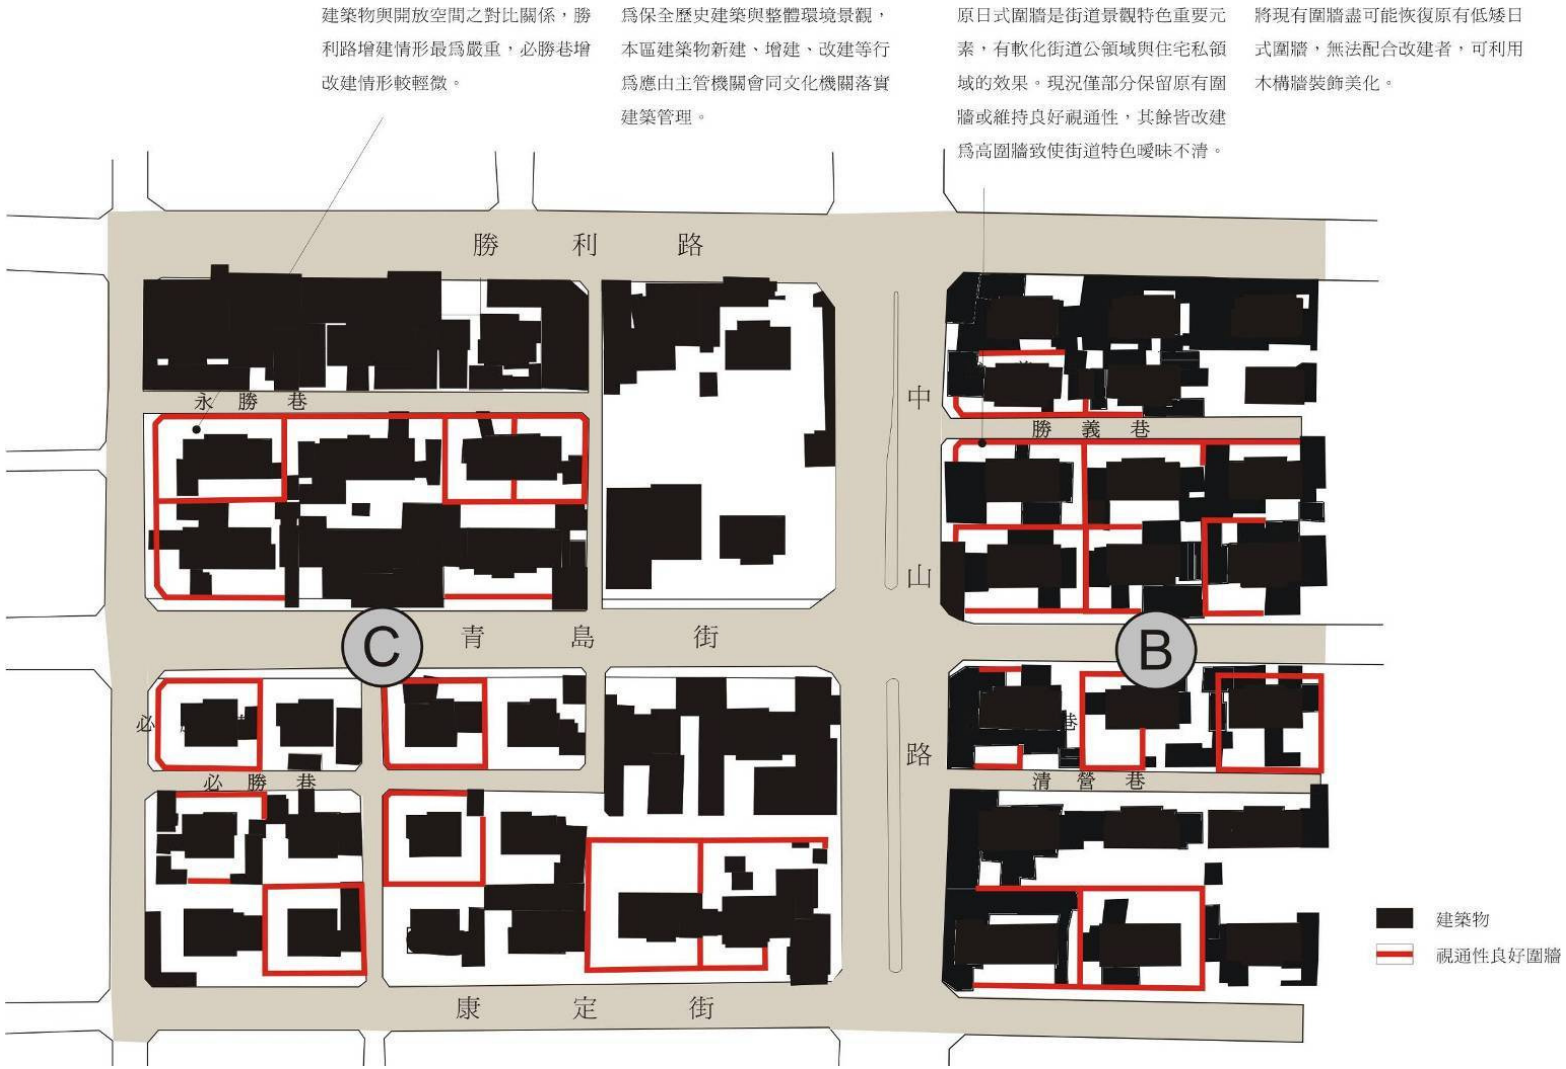 建築物與開放空間之對比關係，勝
利路增建情形最爲嚴重，必勝巷增
改建情形較輕微。
爲保全歷史建築與整體環境景觀，
本區建築物新建、增建、改建等行
爲應由主管機關會同文化機關落實
建築管理。
原日式圍牆是街道景觀特色重要元
素，有軟化街道公領域與住宅私領
域的效果。現況僅部分保留原有圍
牆或維持良好視通性，其餘皆改建
爲高圍牆致使街道特色曖昧不清。
將現有圍牆盡可能恢復原有低矮日
式圍牆，無法配合改建者，可利用
木構牆裝飾美化。
勝利路
永勝巷
中山路
勝義巷
C
青島街
B
必
巷
必勝巷
清營巷
康定街
建築物
視通性良好圍牆